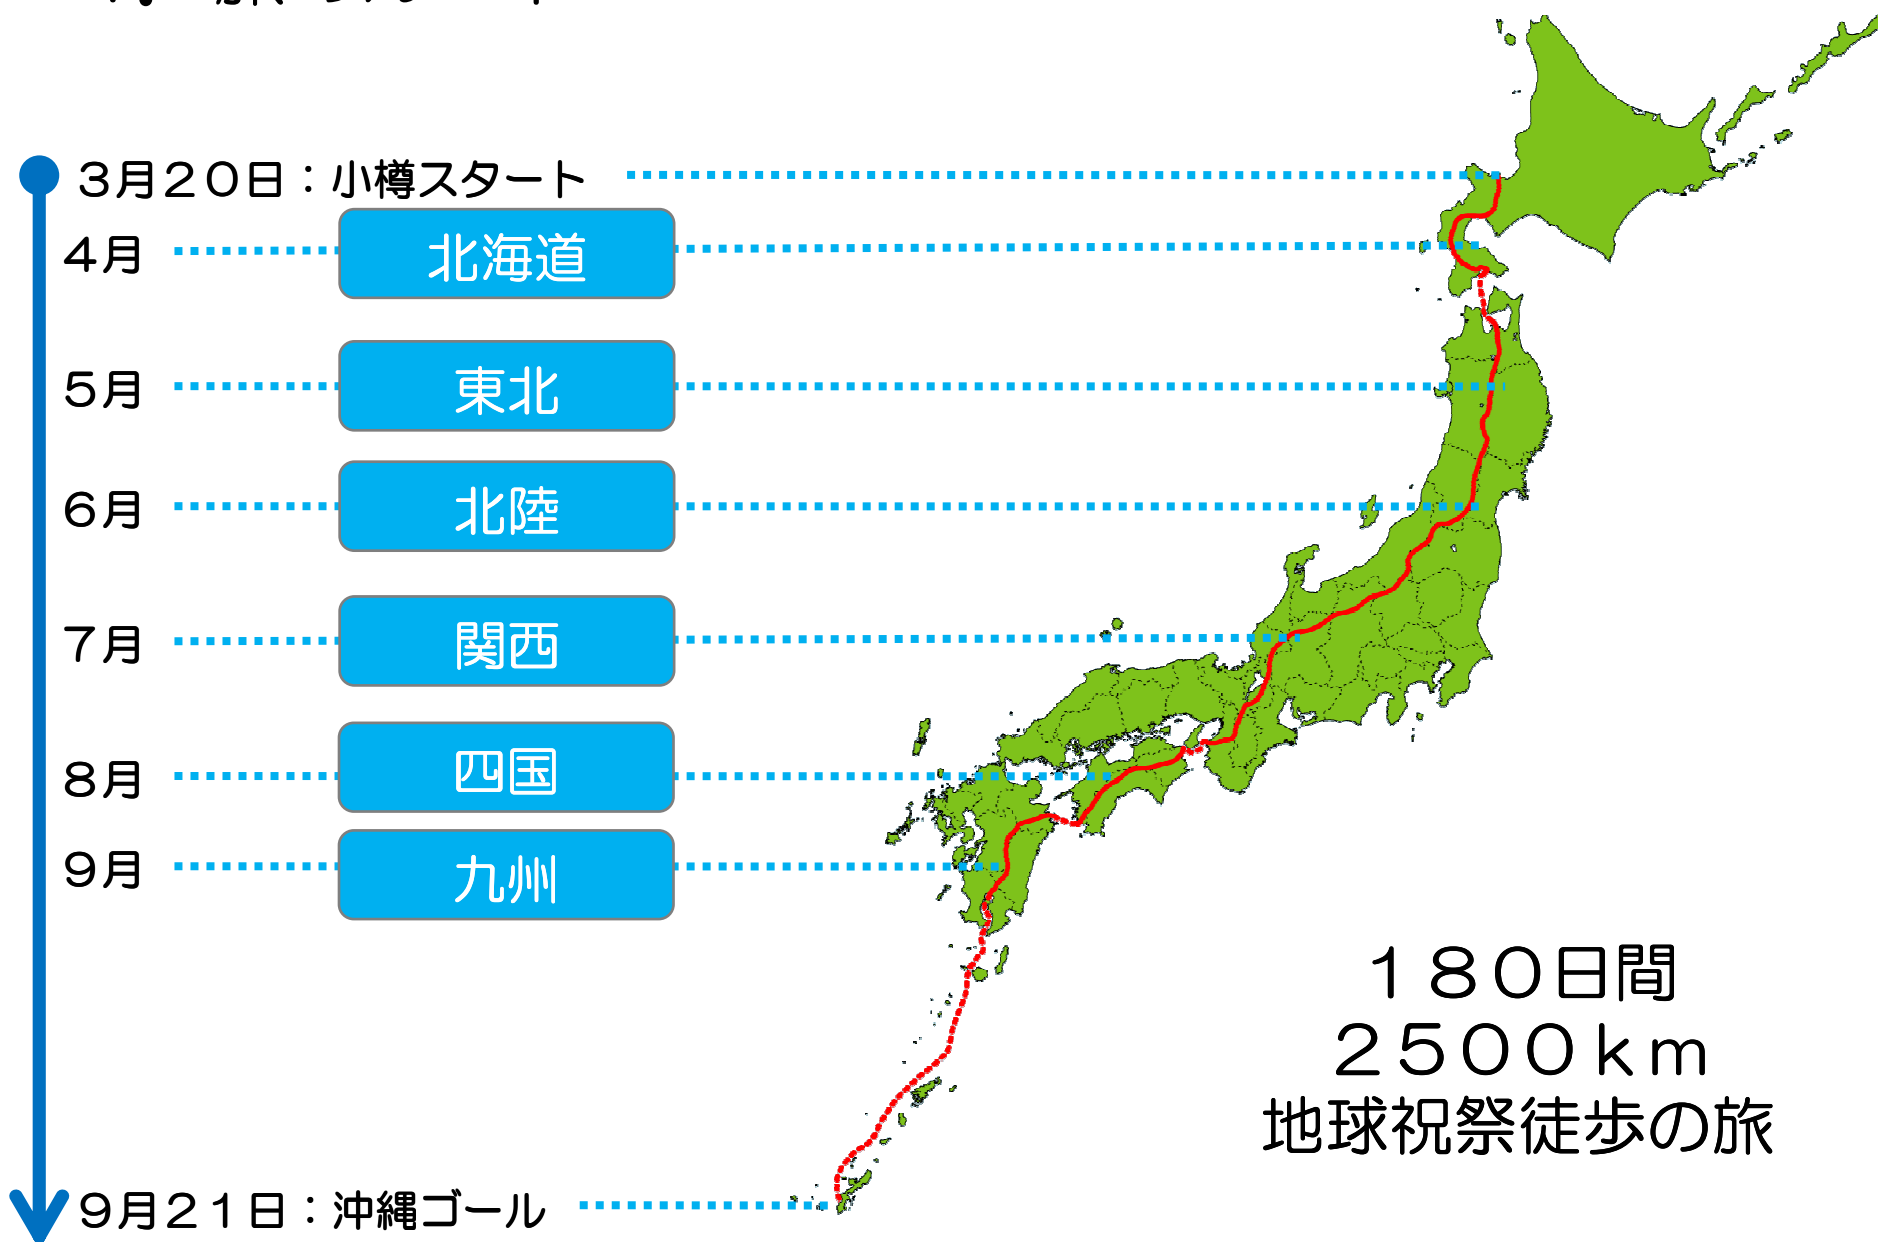 3月20日：小樽スタート
4月
北海道
5月
東北
6月
北陸
7月
関西
8月
四国
9月
九州
180日間
2500km
地球祝祭徒歩の旅
9月21日：沖縄ゴール